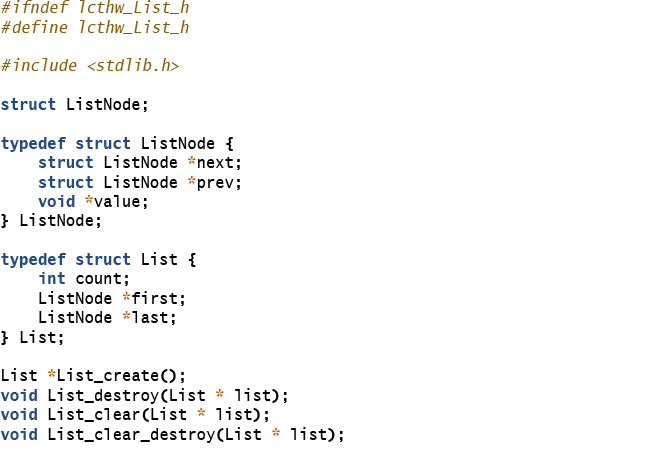 #ifndef lcthw_List_h
#define lcthw_List_h
#include <stdlib.h>
struct ListNode;
typedef struct ListNode {
struct ListNode *next;
struct ListNode *prev;
void *value;
} ListNode;
typedef struct List {
int count;
ListNode *first;
ListNode *last;
} List;
List *List_create();
void List_destroy(List * list);
void List_clear(List * list);
void List_clear_destroy(List * list);